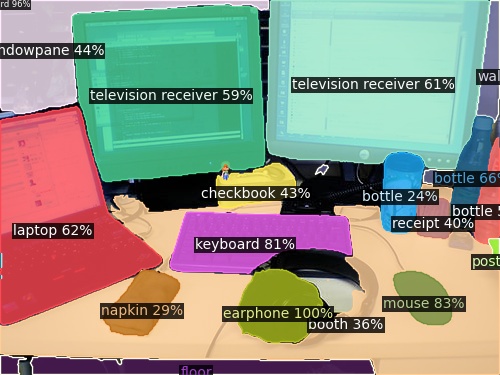 rd 96%
ndowpane 44%
television receiver 59%
television receiver 61%
wal
checkbook 43%
bottle 66%
bottle 24%
bottle 5
receipt 40%
laptop 62%
keyboard 81%
post
napkin 29%
earphone 100%
mouse 83%
booth 36%
floor